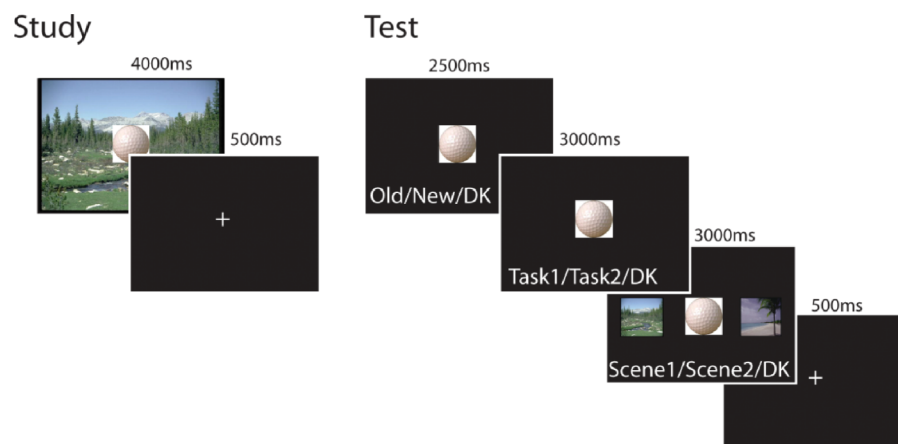 Study
4000ms
500ms
Test
2500ms
Old/New/DK
3000ms
Task1/Task2/DK
3000ms
Scene1/Scene2/DK
500ms